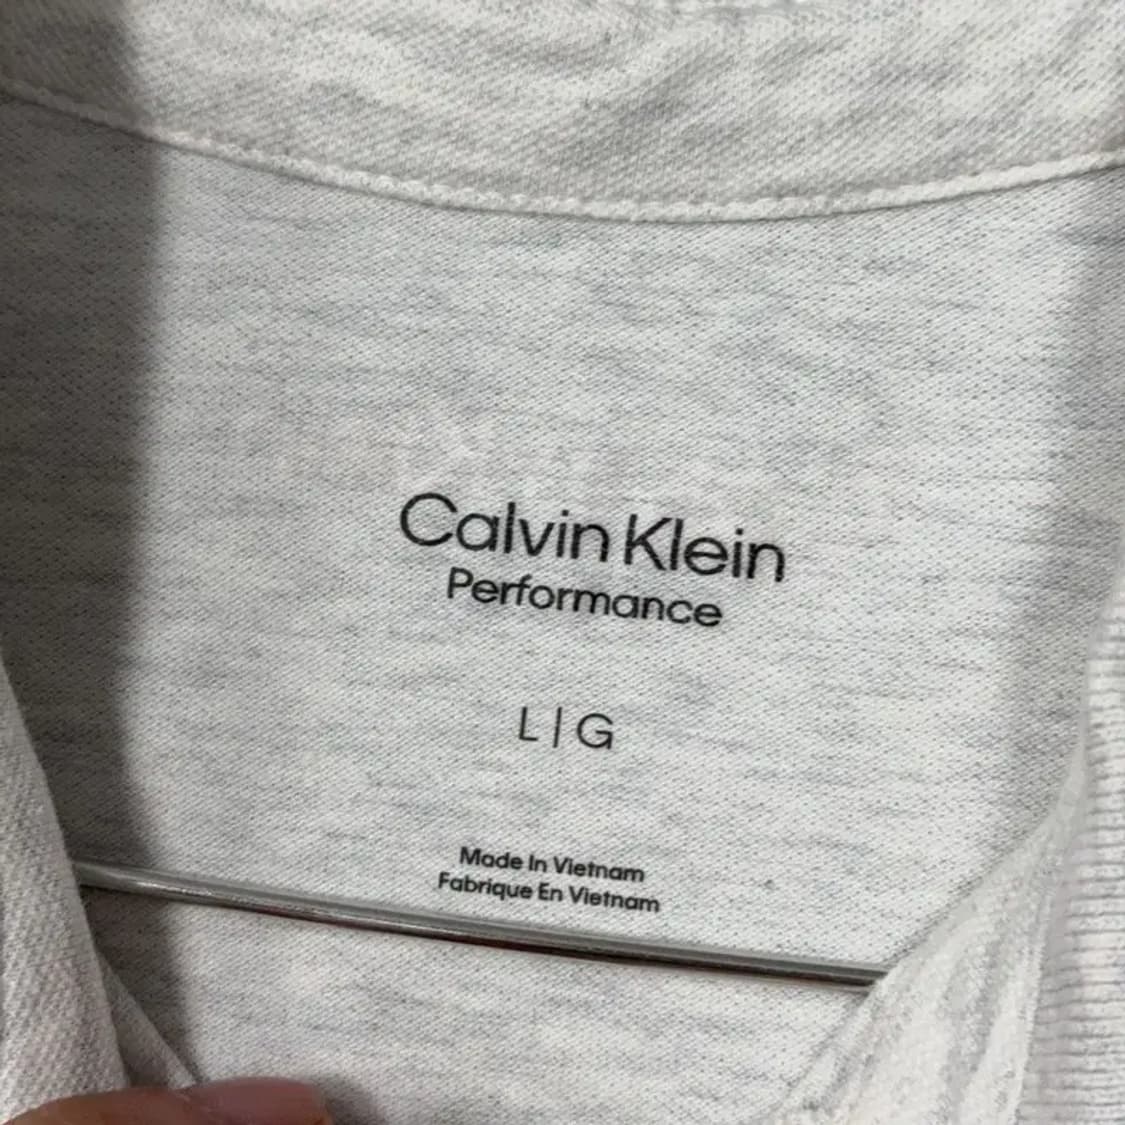 Calvin Klein
Performance
L | G
Made In Vietnam
Fabrique En Vietnam